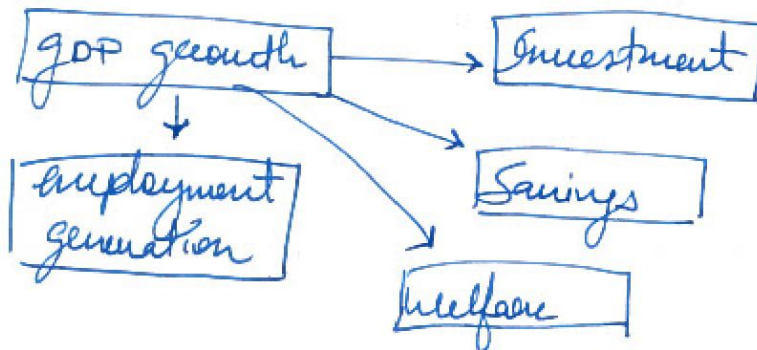 GDP growth
Investment
employment
generation
Savings
Welfare